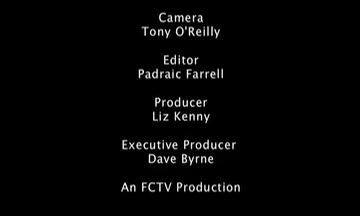 Camera
Tony O'Reilly
Editor
Padraic Farrell
Producer
Liz Kenny
Executive Producer
Dave Byrne
An FCTV Production